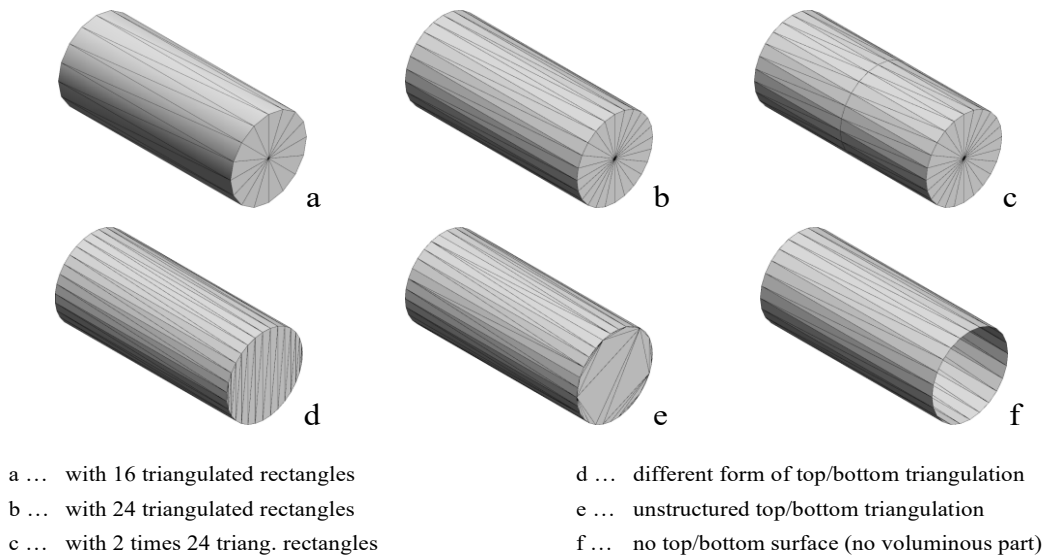 a
b
c
d
e
f
a … with 16 triangulated rectangles
b … with 24 triangulated rectangles
c … with 2 times 24 triang. rectangles
d … different form of top/bottom triangulation
e … unstructured top/bottom triangulation
f … no top/bottom surface (no voluminous part)